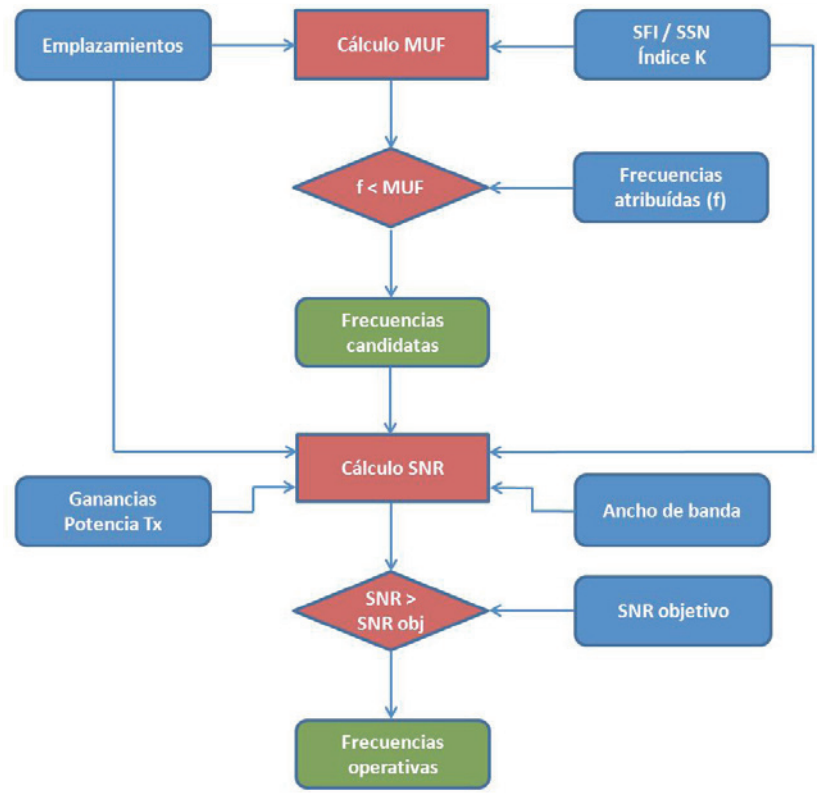 Emplazamientos
Cálculo MUF
SFI / SSN
Índice K
f < MUF
Frecuencias
atribuídas (f)
Frecuencias
candidatas
Cálculo SNR
Ganancias
Potencia Tx
Ancho de banda
SNR >
SNR obj
SNR objetivo
Frecuencias
operativas